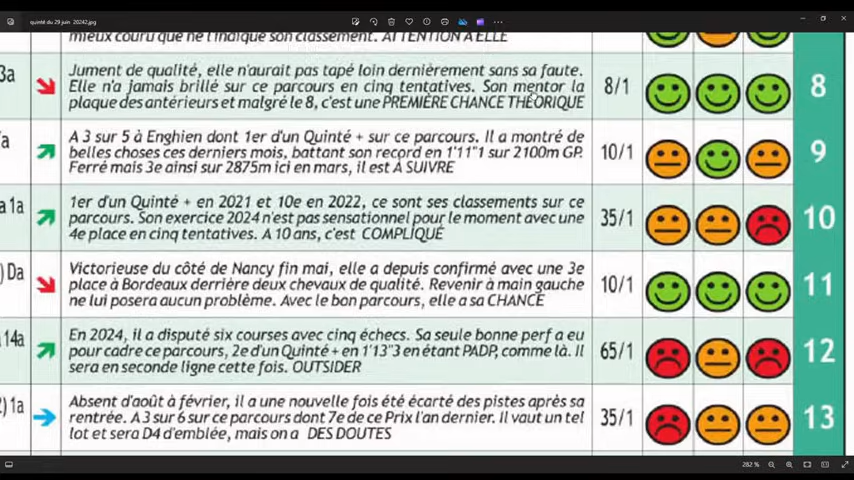 quinté du 29 juin 20242.jpg
mieux couru que ne l'indique son classement. ATTENTION A ELLE
3a
Jument de qualité, elle n'aurait pas tapé loin dernièrement sans sa faute.
Elle n'a jamais brillé sur ce parcours en cinq tentatives. Son mentor la
plaque des antérieurs et malgré le 8, c'est une PREMIÈRE CHANCE THÉORIQUE
8/1
8
a
A 3 sur 5 à Enghien dont 1er d'un Quinté + sur ce parcours. Il a montré de
belles choses ces derniers mois, battant son record en 1'11"1 sur 2100m GP.
Ferré mais 3e ainsi sur 2875m ici en mars, il est À SUIVRE
10/1
9
a 1a
1er d'un Quinté + en 2021 et 10e en 2022, ce sont ses classements sur ce
parcours. Son exercice 2024 n'est pas sensationnel pour le moment avec une
4e place en cinq tentatives. A 10 ans, c'est COMPLIQUÉ
35/1
10
) Da
Victorieuse du côté de Nancy fin mai, elle a depuis confirmé avec une 3e
place à Bordeaux derrière deux chevaux de qualité. Revenir à main gauche
ne lui posera aucun problème. Avec le bon parcours, elle a sa CHANCE
10/1
11
14a
En 2024, il a disputé six courses avec cinq échecs. Sa seule bonne perf a eu
pour cadre ce parcours, 2e d'un Quinté + en 1'13"3 en étant PADP, comme là. Il
sera en seconde ligne cette fois. OUTSIDER
65/1
12
) 1a
Absent d'août à février, il a une nouvelle fois été écarté des pistes après sa
rentrée. A 3 sur 6 sur ce parcours dont 7e de ce Prix l'an dernier. Il vaut un tel
lot et sera D4 d'emblée, mais on a DES DOUTES
35/1
13
282 %